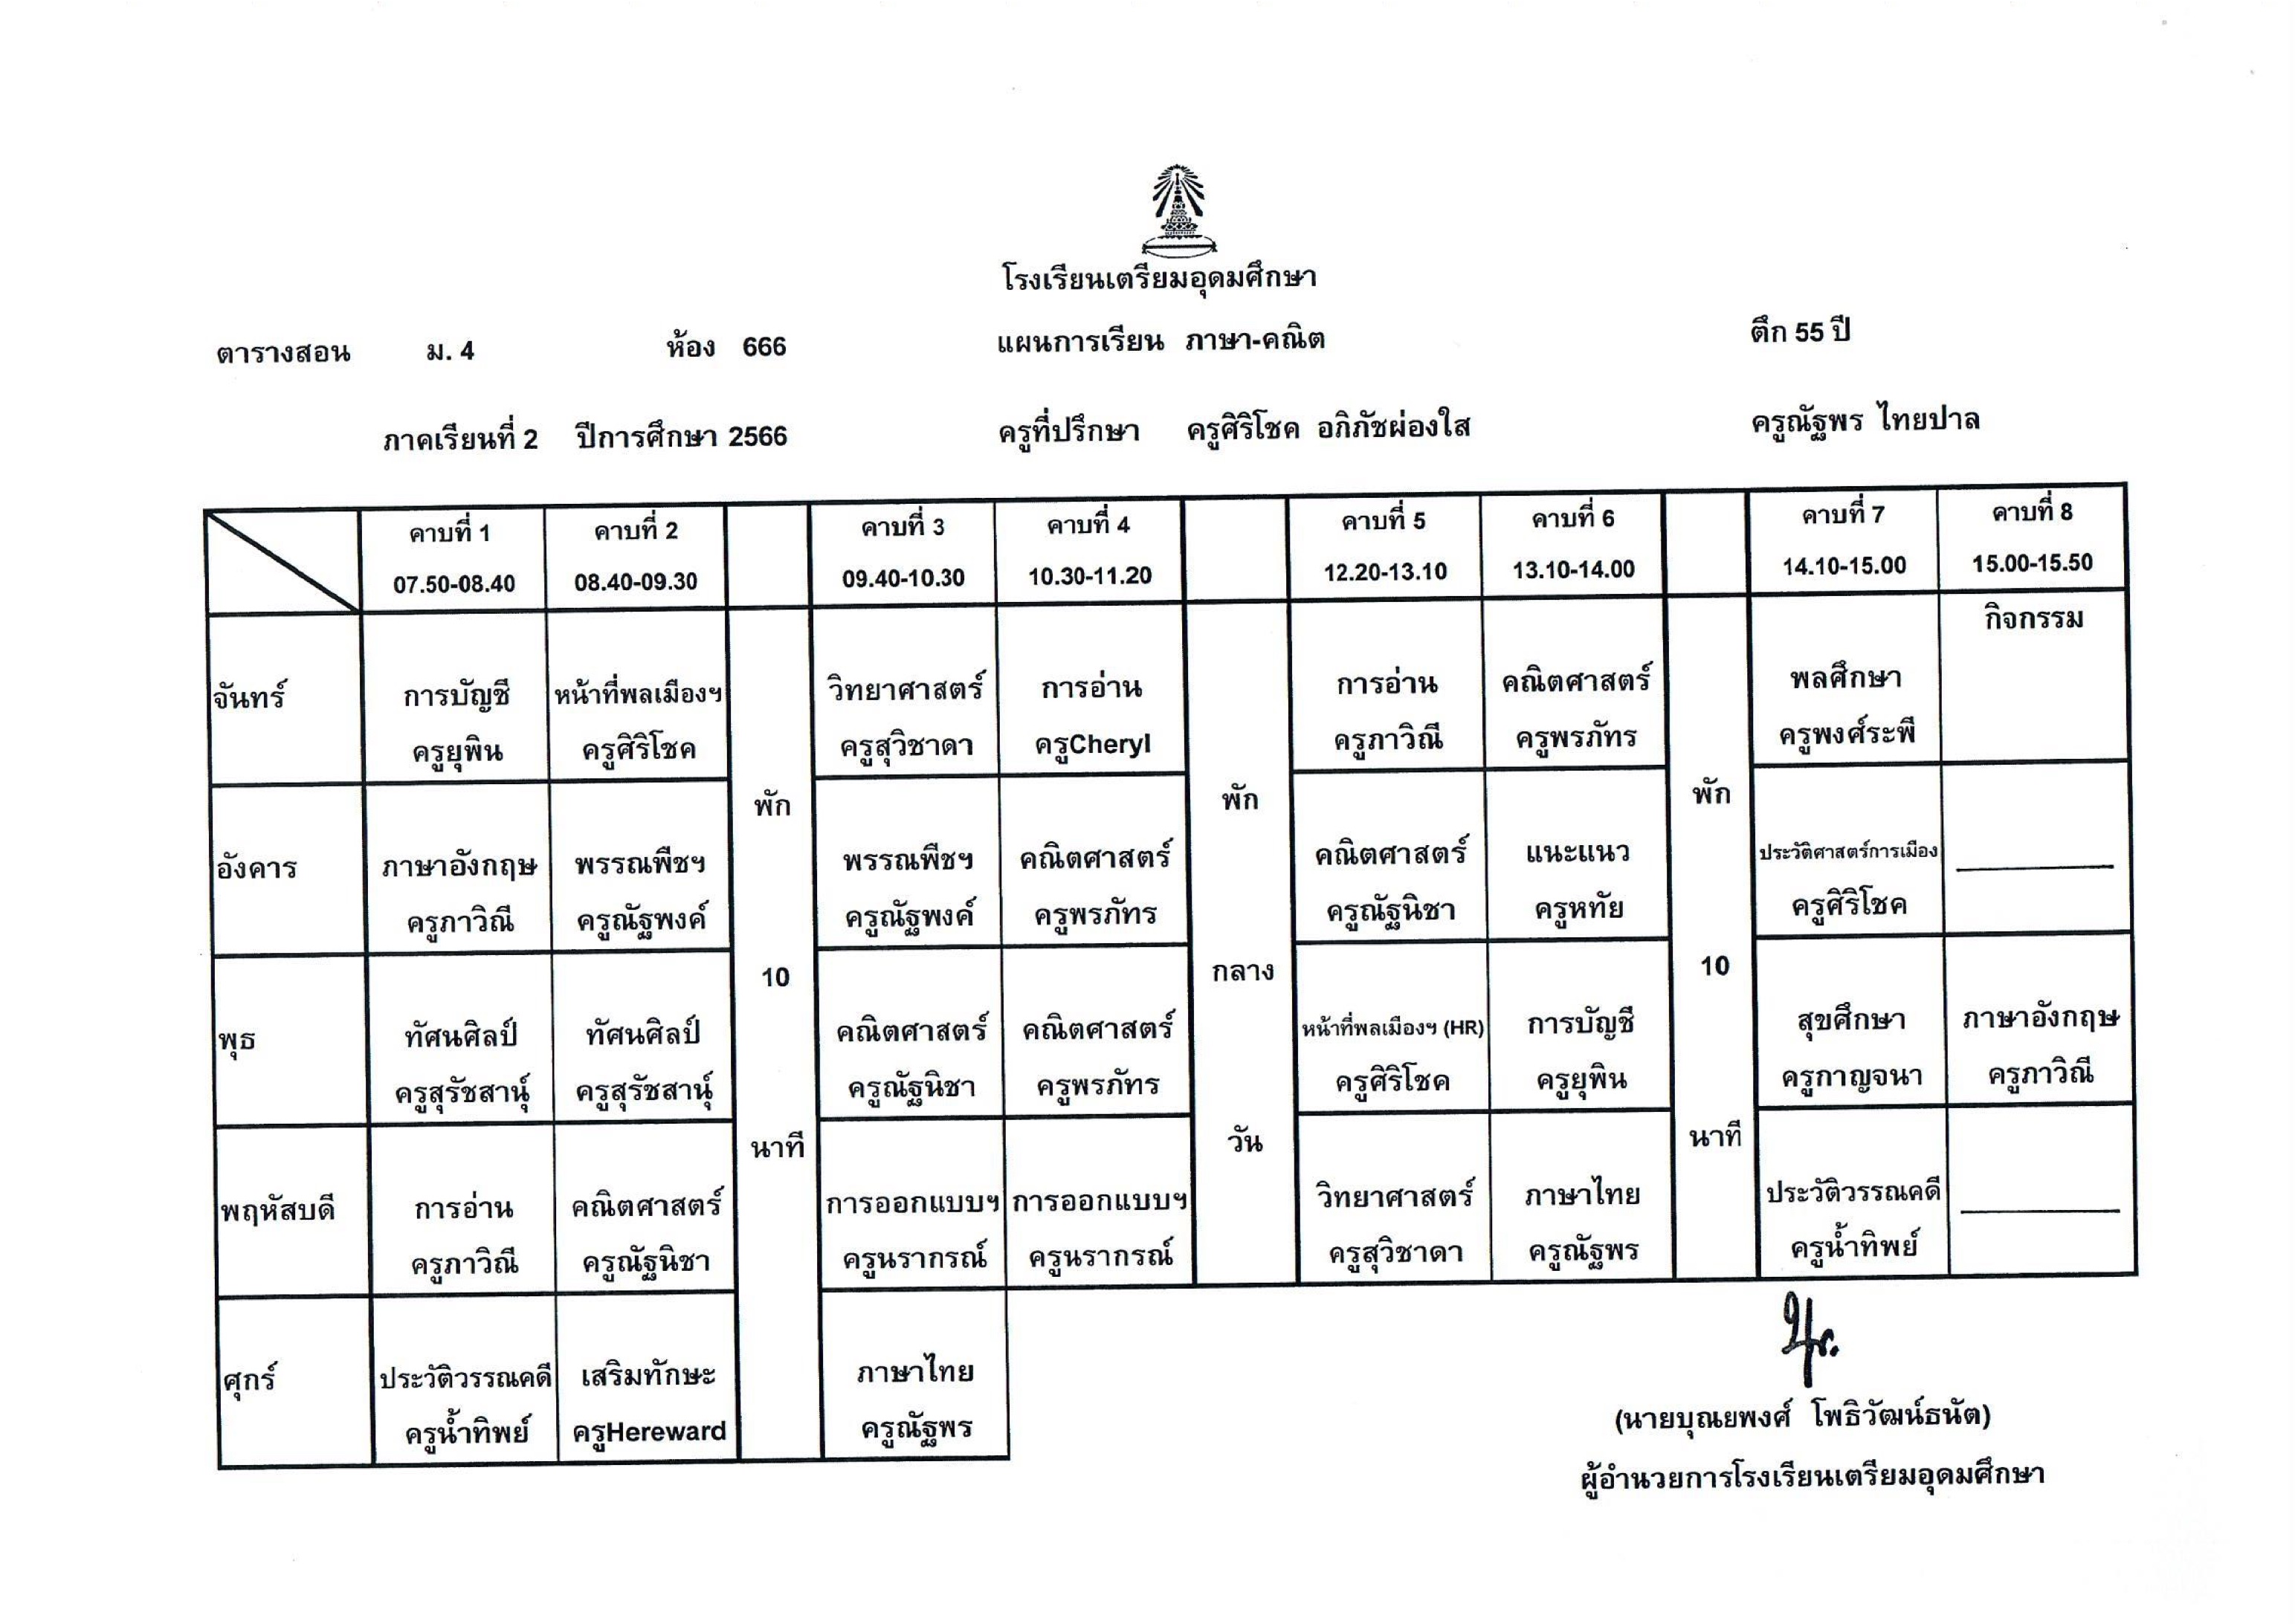 โรงเรียนเตรียมอุดมศึกษา
ตารางสอน ม. 4 ห้อง 666 แผนการเรียน ภาษา-คณิต ตึก 55 ปี
ภาคเรียนที่ 2 ปีการศึกษา 2566 ครูที่ปรึกษา ครูศิริโชค อภิภัชผ่องใส ครูณัฐพร ไทยปาล
คาบที่ 1 คาบที่ 2 คาบที่ 3 คาบที่ 4 คาบที่ 5 คาบที่ 6 คาบที่ 7 คาบที่ 8
07.50-08.40 08.40-09.30 09.40-10.30 10.30-11.20 12.20-13.10 13.10-14.00 14.10-15.00 15.00-15.50
กิจกรรม
จันทร์ การบัญชี หน้าที่พลเมืองฯ วิทยาศาสตร์ การอ่าน การอ่าน คณิตศาสตร์ พลศึกษา
ครูยุพิน ครูศิริโชค ครูสุวิชาดา ครูCheryl ครูภาวิณี ครูพรภัทร ครูพงศ์ระพี
พัก พัก พัก
อังคาร ภาษาอังกฤษ พรรณพืชฯ พรรณพืชฯ คณิตศาสตร์ คณิตศาสตร์ แนะแนว ประวัติศาสตร์การเมือง
ครูภาวิณี ครูณัฐพงค์ ครูณัฐพงค์ ครูพรภัทร ครูณัฐนิชา ครูหทัย ครูศิริโชค
10 กลาง 10
พุธ ทัศนศิลป์ ทัศนศิลป์ คณิตศาสตร์ คณิตศาสตร์ หน้าที่พลเมืองฯ (HR) การบัญชี สุขศึกษา ภาษาอังกฤษ
ครูสุรัชสานุ์ ครูสุรัชสานุ์ ครูณัฐนิชา ครูพรภัทร ครูศิริโชค ครูยุพิน ครูกาญจนา ครูภาวิณี
นาที วัน นาที
พฤหัสบดี การอ่าน คณิตศาสตร์ การออกแบบฯ การออกแบบฯ วิทยาศาสตร์ ภาษาไทย ประวัติวรรณคดี
ครูภาวิณี ครูณัฐนิชา ครูนรากรณ์ ครูนรากรณ์ ครูสุวิชาดา ครูณัฐพร ครูน้ำทิพย์
ศุกร์ ประวัติวรรณคดี เสริมทักษะ ภาษาไทย
ครูน้ำทิพย์ ครูHereward ครูณัฐพร
(นายบุณยพงศ์ โพธิวัฒน์ธนัต)
ผู้อำนวยการโรงเรียนเตรียมอุดมศึกษา